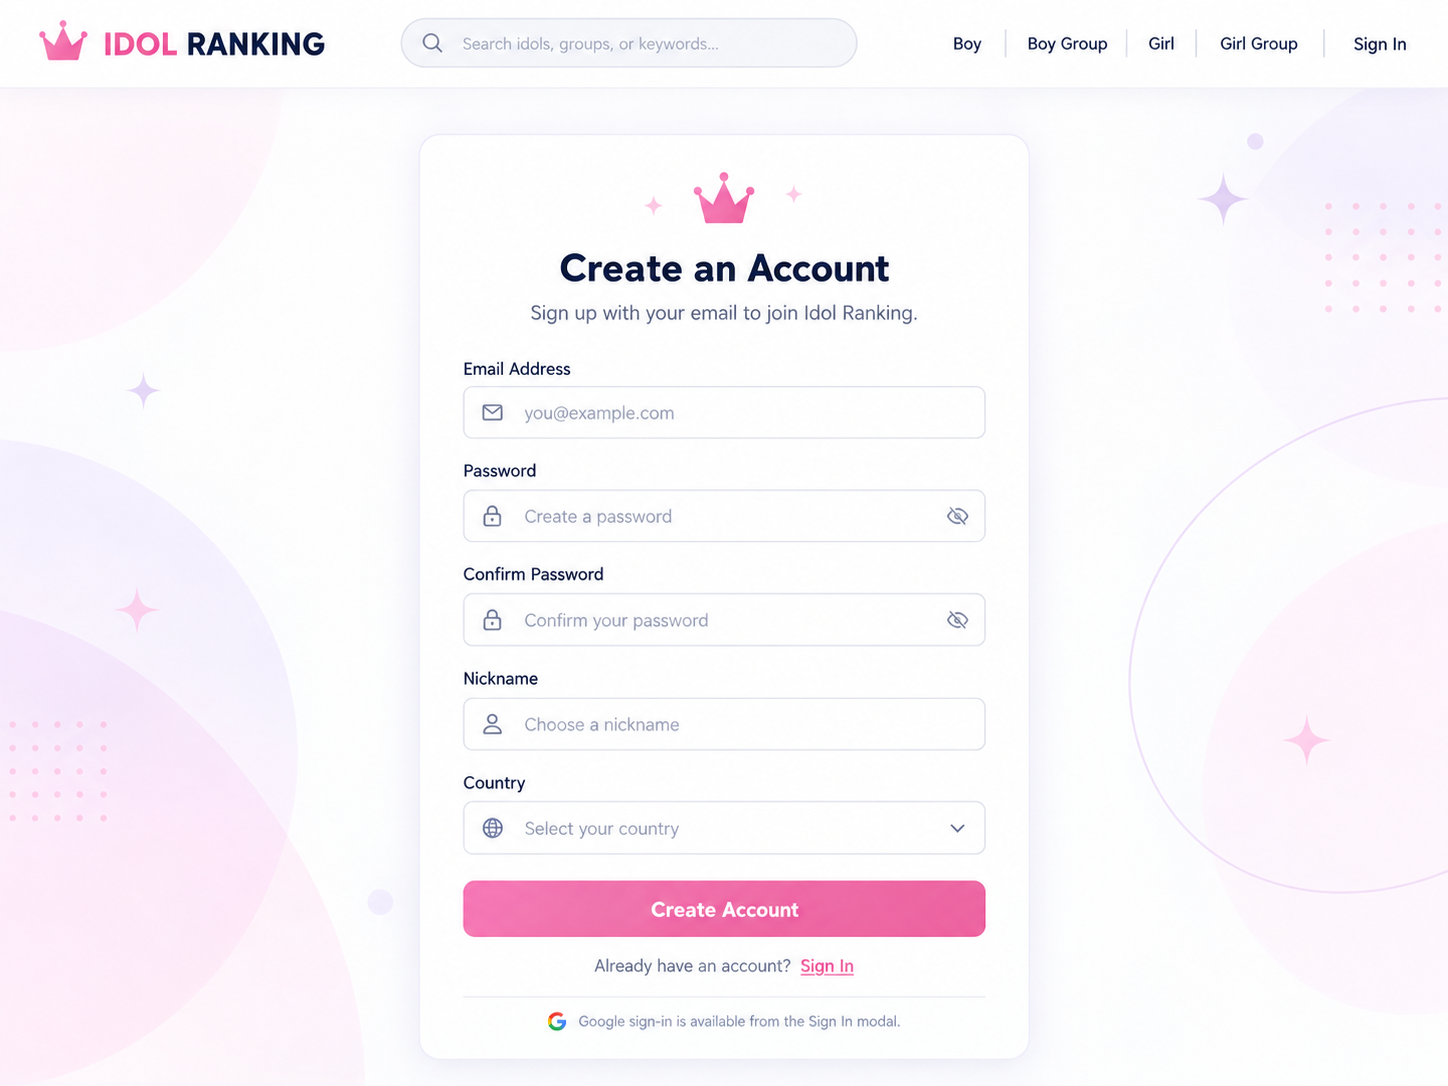 IDOL RANKING
Search idols, groups, or keywords...
Boy
Boy Group
Girl
Girl Group
Sign In
Create an Account
Sign up with your email to join Idol Ranking.
Email Address
you@example.com
Password
Create a password
Confirm Password
Confirm your password
Nickname
Choose a nickname
Country
Select your country
Create Account
Already have an account? Sign In
Google sign-in is available from the Sign In modal.